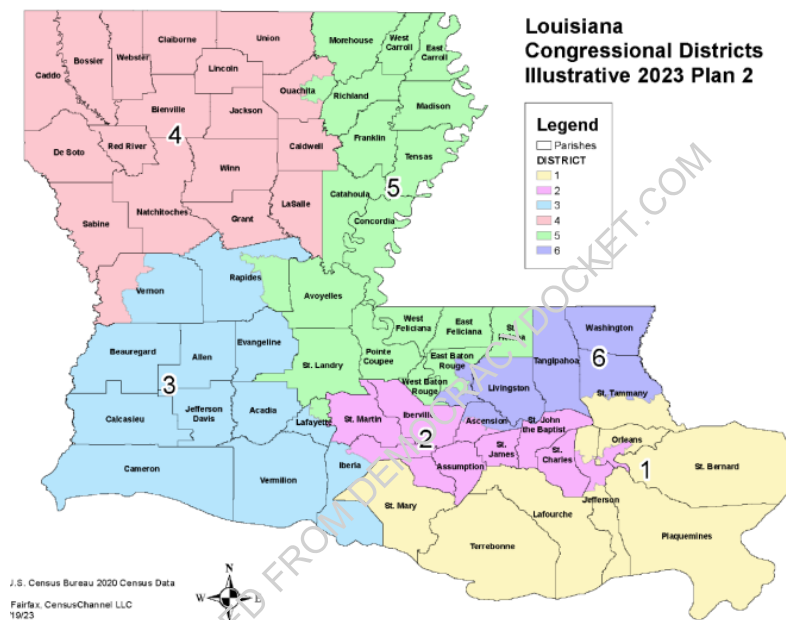 Louisiana
Congressional Districts
Illustrative 2023 Plan 2
Legend
Parishes
DISTRICT
1
2
3
4
5
6
Claiborne
Union
Morehouse
West
Carroll
East
Carroll
Webster
Bossier
Caddo
Lincoln
Ouachita
Richland
Madison
Bienville
Jackson
4
Franklin
De Soto
Red River
Caldwell
Tensas
Winn
5
Catahoula
Natchitoches
Grant
LaSalle
Concordia
Sabine
Rapides
Vernon
Avoyelles
West
Feliciana
East
Feliciana
St.
Washington
Beauregard
Allen
Evangeline
Pointe
Coupee
East Baton
Rouge
Tangipahoa
6
St. Landry
West Baton
Rouge
Livingston
St. Tammany
3
Calcasieu
Jefferson
Davis
Acadia
Lafayette
St. Martin
Iberville
Ascension
St. John
the Baptist
2
Orleans
Cameron
Vermilion
Iberia
Assumption
St.
James
St.
Charles
1
St. Bernard
St. Mary
Jefferson
Lafourche
Terrebonne
Plaquemines
J.S. Census Bureau 2020 Census Data
Fairfax, CensusChannel LLC
'19/23
N
W
E
S
ED FROM DEMOCRACYDOCKET.COM